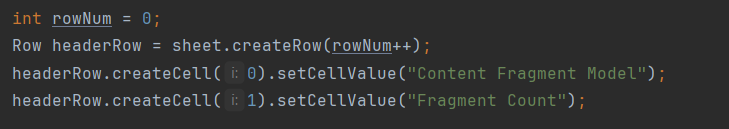 int rowNum = 0;
Row headerRow = sheet.createRow(rowNum++);
headerRow.createCell( i: 0).setCellValue("Content Fragment Model");
headerRow.createCell( i: 1).setCellValue("Fragment Count");